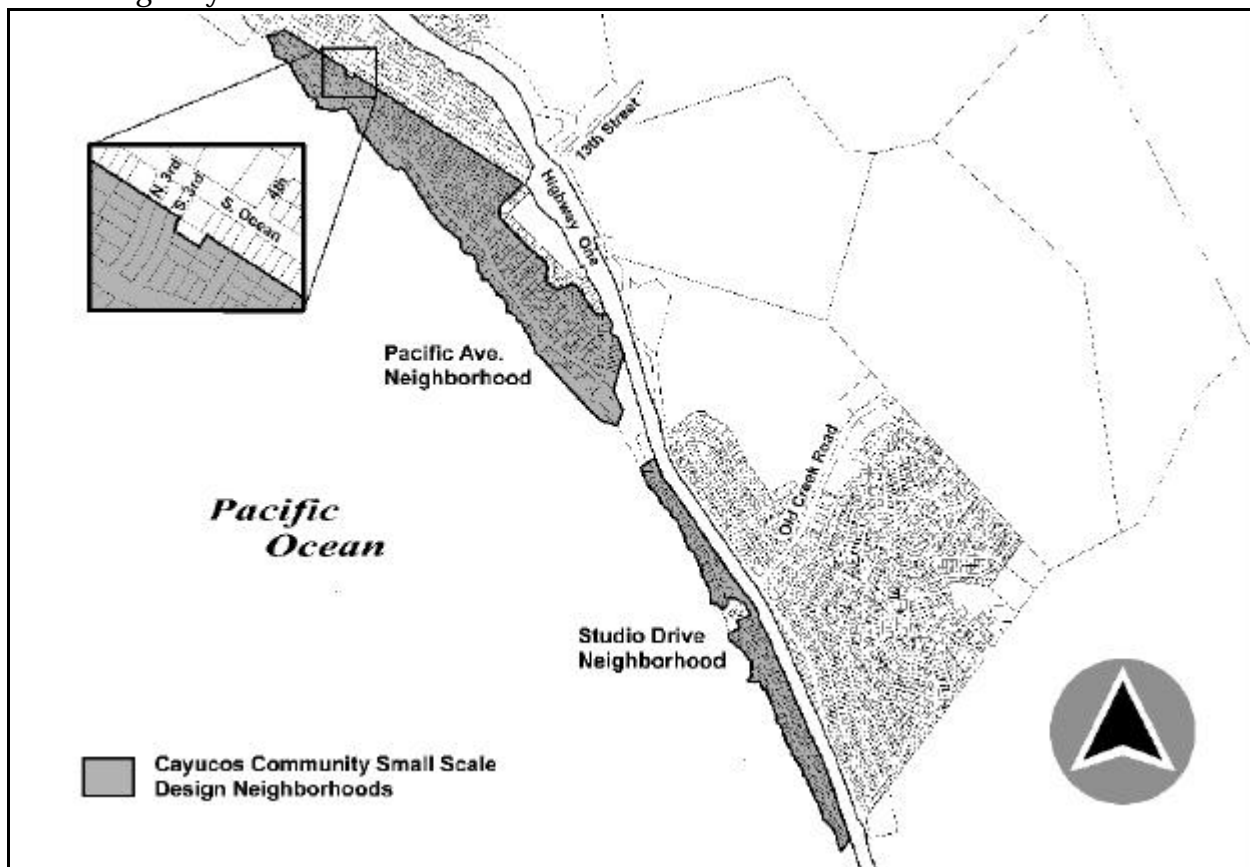 N. 3rd
S. 3rd
4th
S. Ocean
13th Street
Highway One
Pacific Ave.
Neighborhood
Old Creek Road
Pacific
Ocean
Studio Drive
Neighborhood
Cayucos Community Small Scale
Design Neighborhoods